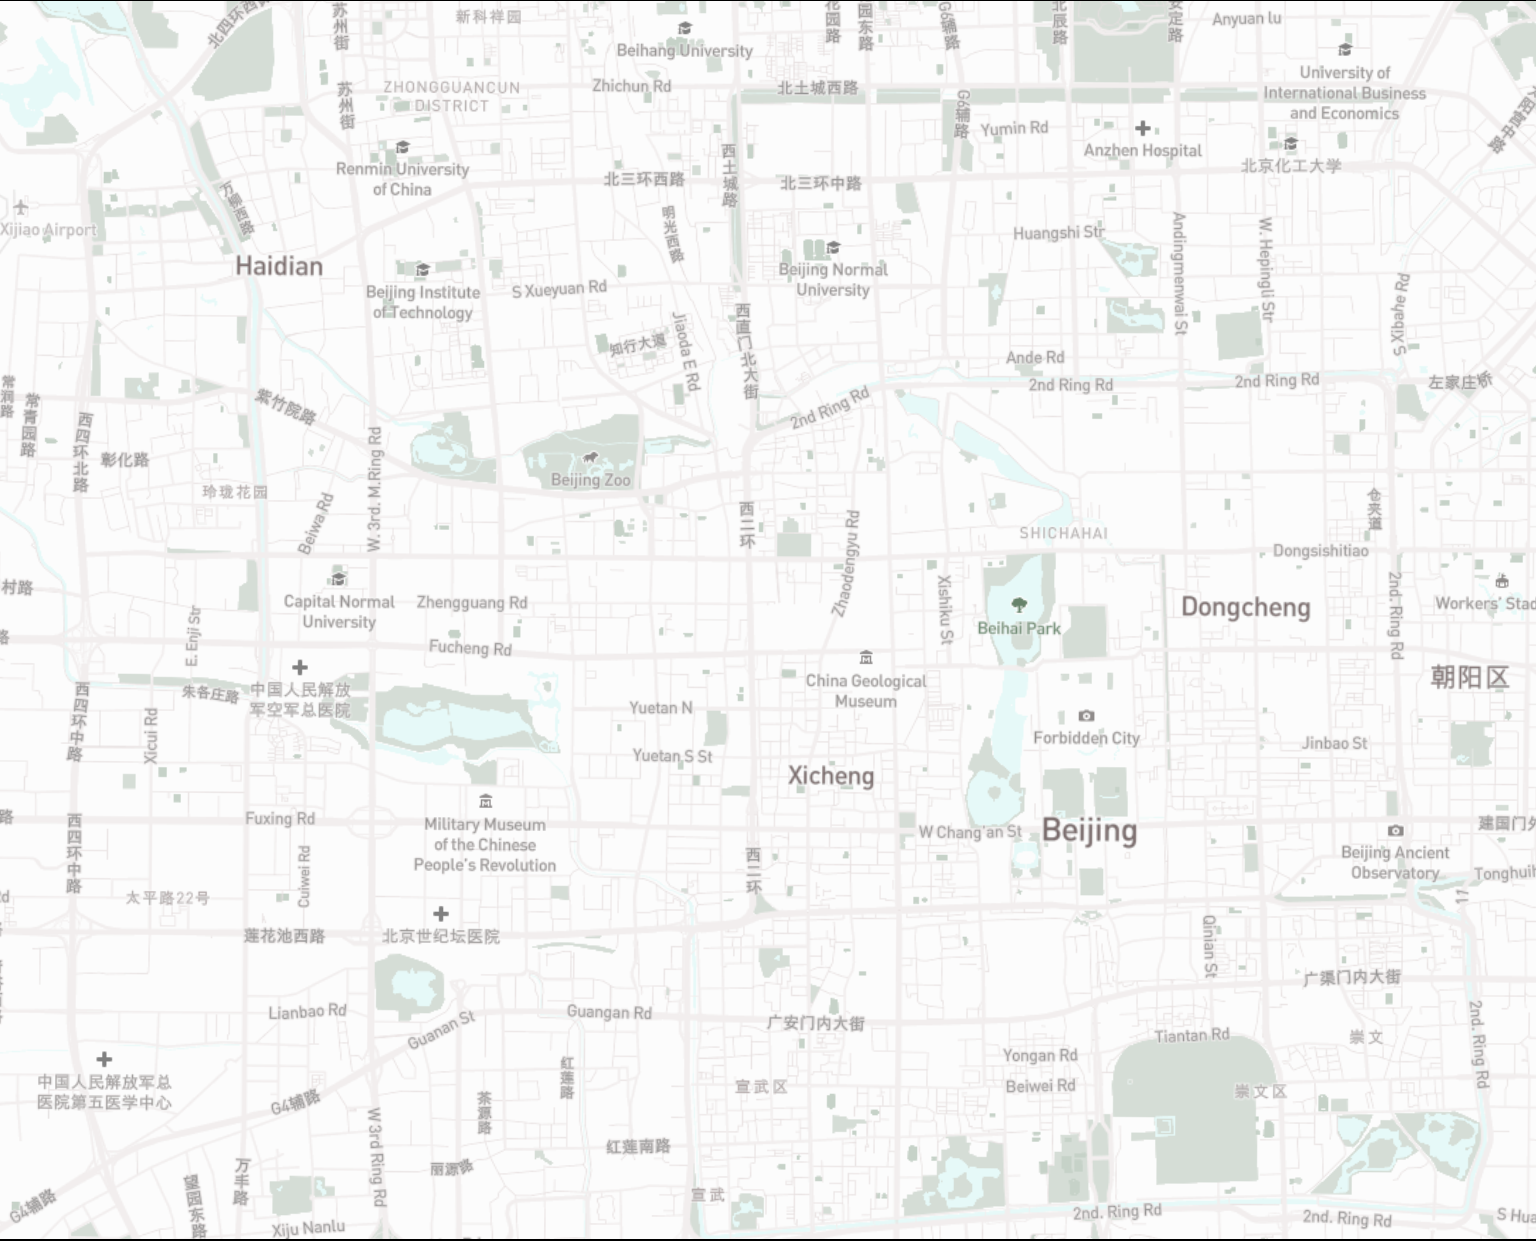 北四环西路
苏州街
新科祥园
Beihang University
花园路
园东路
G6辅路
北辰路
安定路
Anyuan lu
University of
International Business
and Economics
ZHONGGUANCUN
DISTRICT
苏州街
Zhichun Rd
北土城西路
G6辅路
Yumin Rd
Anzhen Hospital
北京化工大学
Renmin University
of China
万柳西路
西土城路
北三环西路
北三环中路
Xijiao Airport
明光西路
Huangshi Str
Andingmenwai St
W. Hepingli Str
Haidian
Beijing Institute
of Technology
S Xueyuan Rd
Beijing Normal
University
S Xibahe Rd
知行大道
Jiaoda E Rd
西直门北大街
Ande Rd
2nd Ring Rd
2nd Ring Rd
2nd Ring Rd
左家庄桥
常润路
常青园路
西四环北路
紫竹院路
彰化路
W. 3rd. M.Ring Rd
Beijing Zoo
玲珑花园
Beiwa Rd
西二环
Zhaodengyu Rd
仓夹道
SHICHAHAI
Dongsishitiao
村路
Capital Normal
University
Zhengguang Rd
Xishiku St
Beihai Park
Dongcheng
2nd. Ring Rd
Workers' Stad
路
E. Enji Str
Fucheng Rd
中国人民解放
军空军总医院
朱各庄路
China Geological
Museum
朝阳区
西四环中路
Xicui Rd
Yuetan N
Yuetan S St
Forbidden City
Jinbao St
Xicheng
路
Fuxing Rd
Military Museum
of the Chinese
People's Revolution
W Chang'an St
Beijing
建国门外
Beijing Ancient
Observatory
西四环中路
Cuiwei Rd
西二环
Tonghuih
Rd
太平路22号
莲花池西路
北京世纪坛医院
Qinian St
广渠门内大街
Lianbao Rd
Guanan St
Guangan Rd
广安门内大街
2nd. Ring Rd
Tiantan Rd
崇文
中国人民解放军总
医院第五医学中心
红莲路
Yongan Rd
Beiwei Rd
宣武区
崇文区
G4辅路
茶源路
W 3rd Ring Rd
红莲南路
丽源路
万丰路
望园东路
G4辅路
宣武
Xiju Nanlu
2nd. Ring Rd
2nd. Ring Rd
S Hua